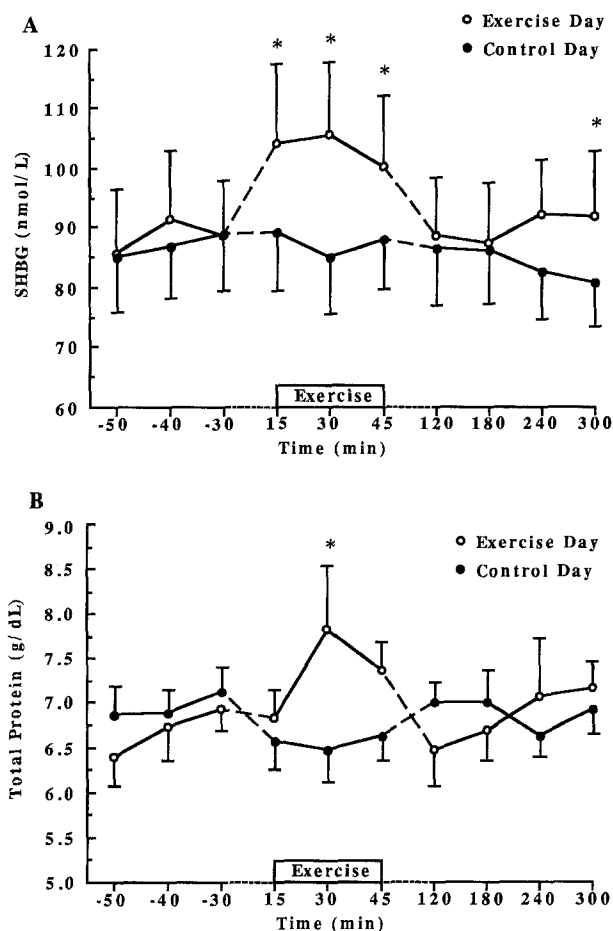 A
Exercise Day
Control Day
120
110
100
90
80
70
60
SHBG (nmol/L)
* * * *
Exercise
-50 -40 -30 15 30 45 120 180 240 300
Time (min)
B
Exercise Day
Control Day
9.0
8.5
8.0
7.5
7.0
6.5
6.0
5.5
5.0
Total Protein (g/dL)
*
Exercise
-50 -40 -30 15 30 45 120 180 240 300
Time (min)